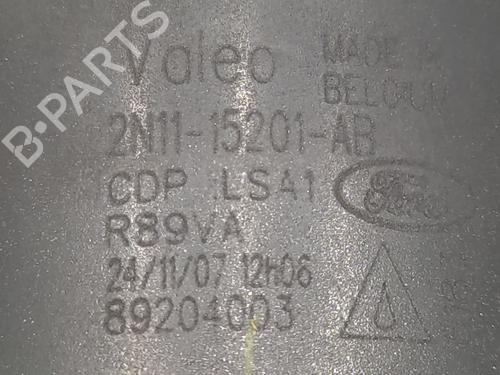 B-PARTS
Valeo
MADE IN
BELGIUM
2N11-15201-AB
CDP LSA1
Ford
R89VA
24/11/07 12h06
89204003